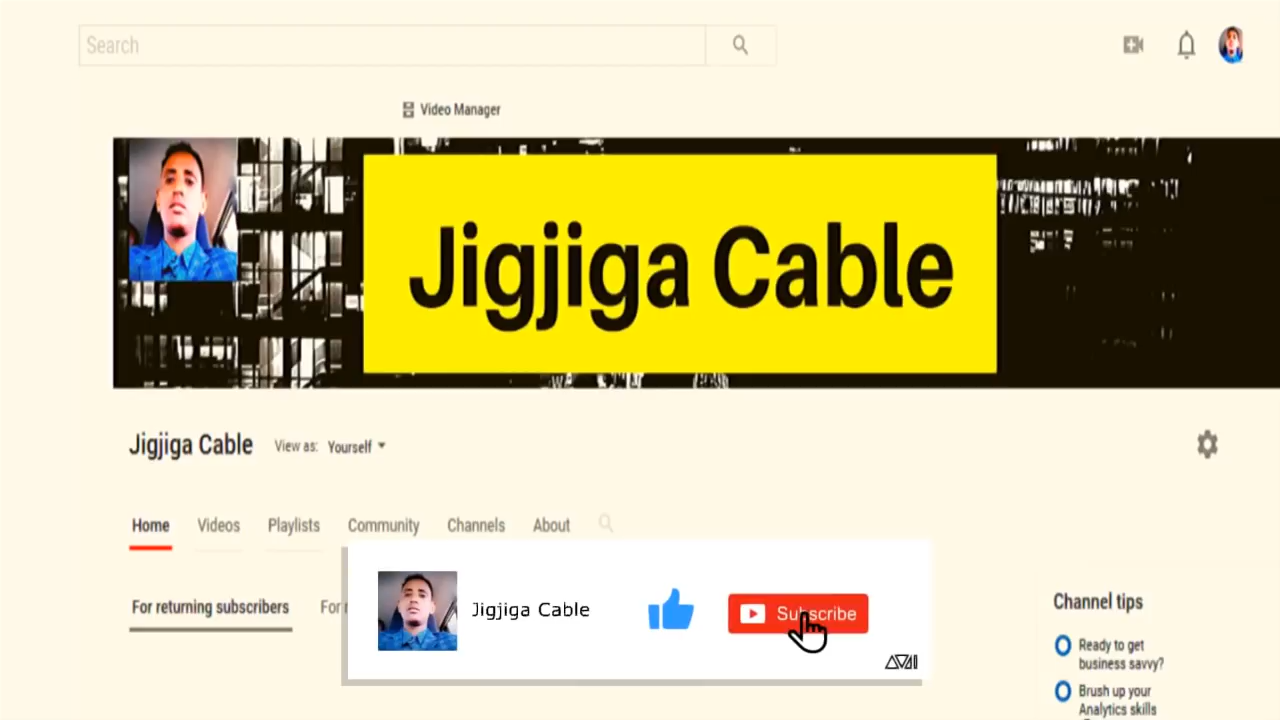 Search
Video Manager
Jigjiga Cable
Jigjiga Cable View as: Yourself
Home Videos Playlists Community Channels About
For returning subscribers For
Jigjiga Cable
Subscribe
Channel tips
Ready to get
business savvy?
Brush up your
Analytics skills